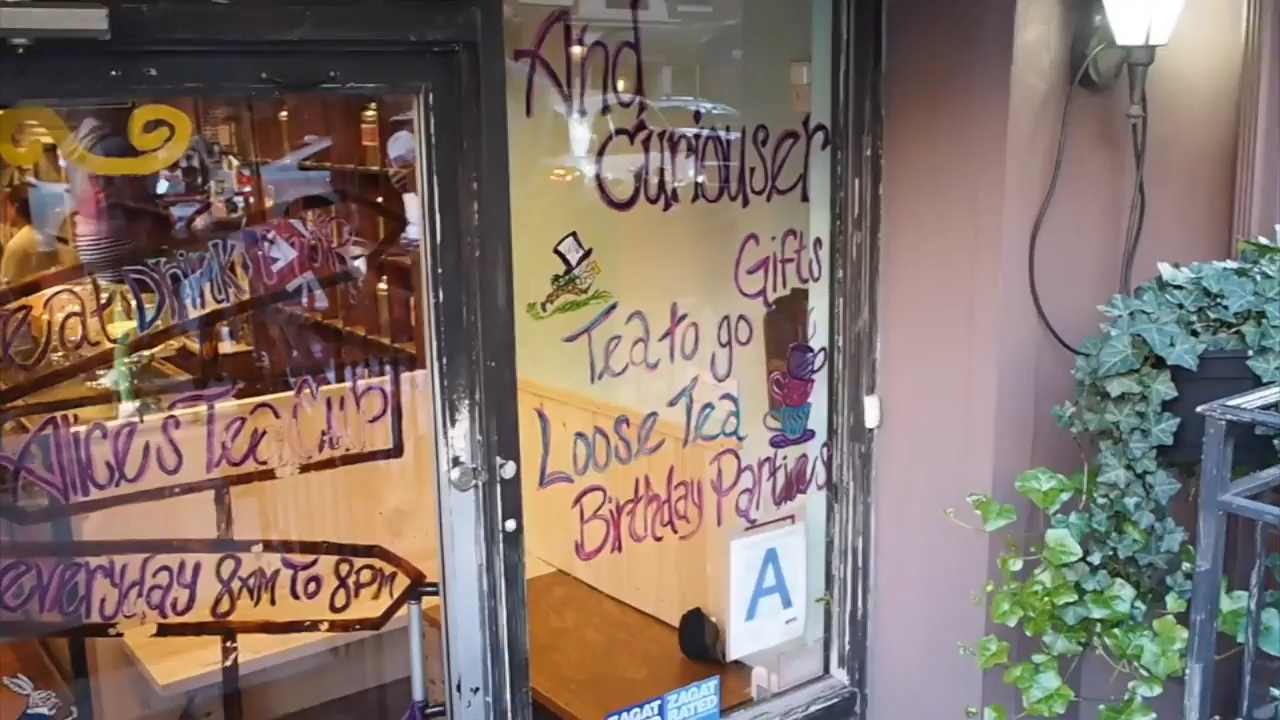 eat Drink
Alice's Tea Cup
everyday 8AM To 8PM
And
Curiouser
Gifts
Tea to go
Loose Tea
Birthday Parties
A
ZAGAT
ZAGAT
RATED